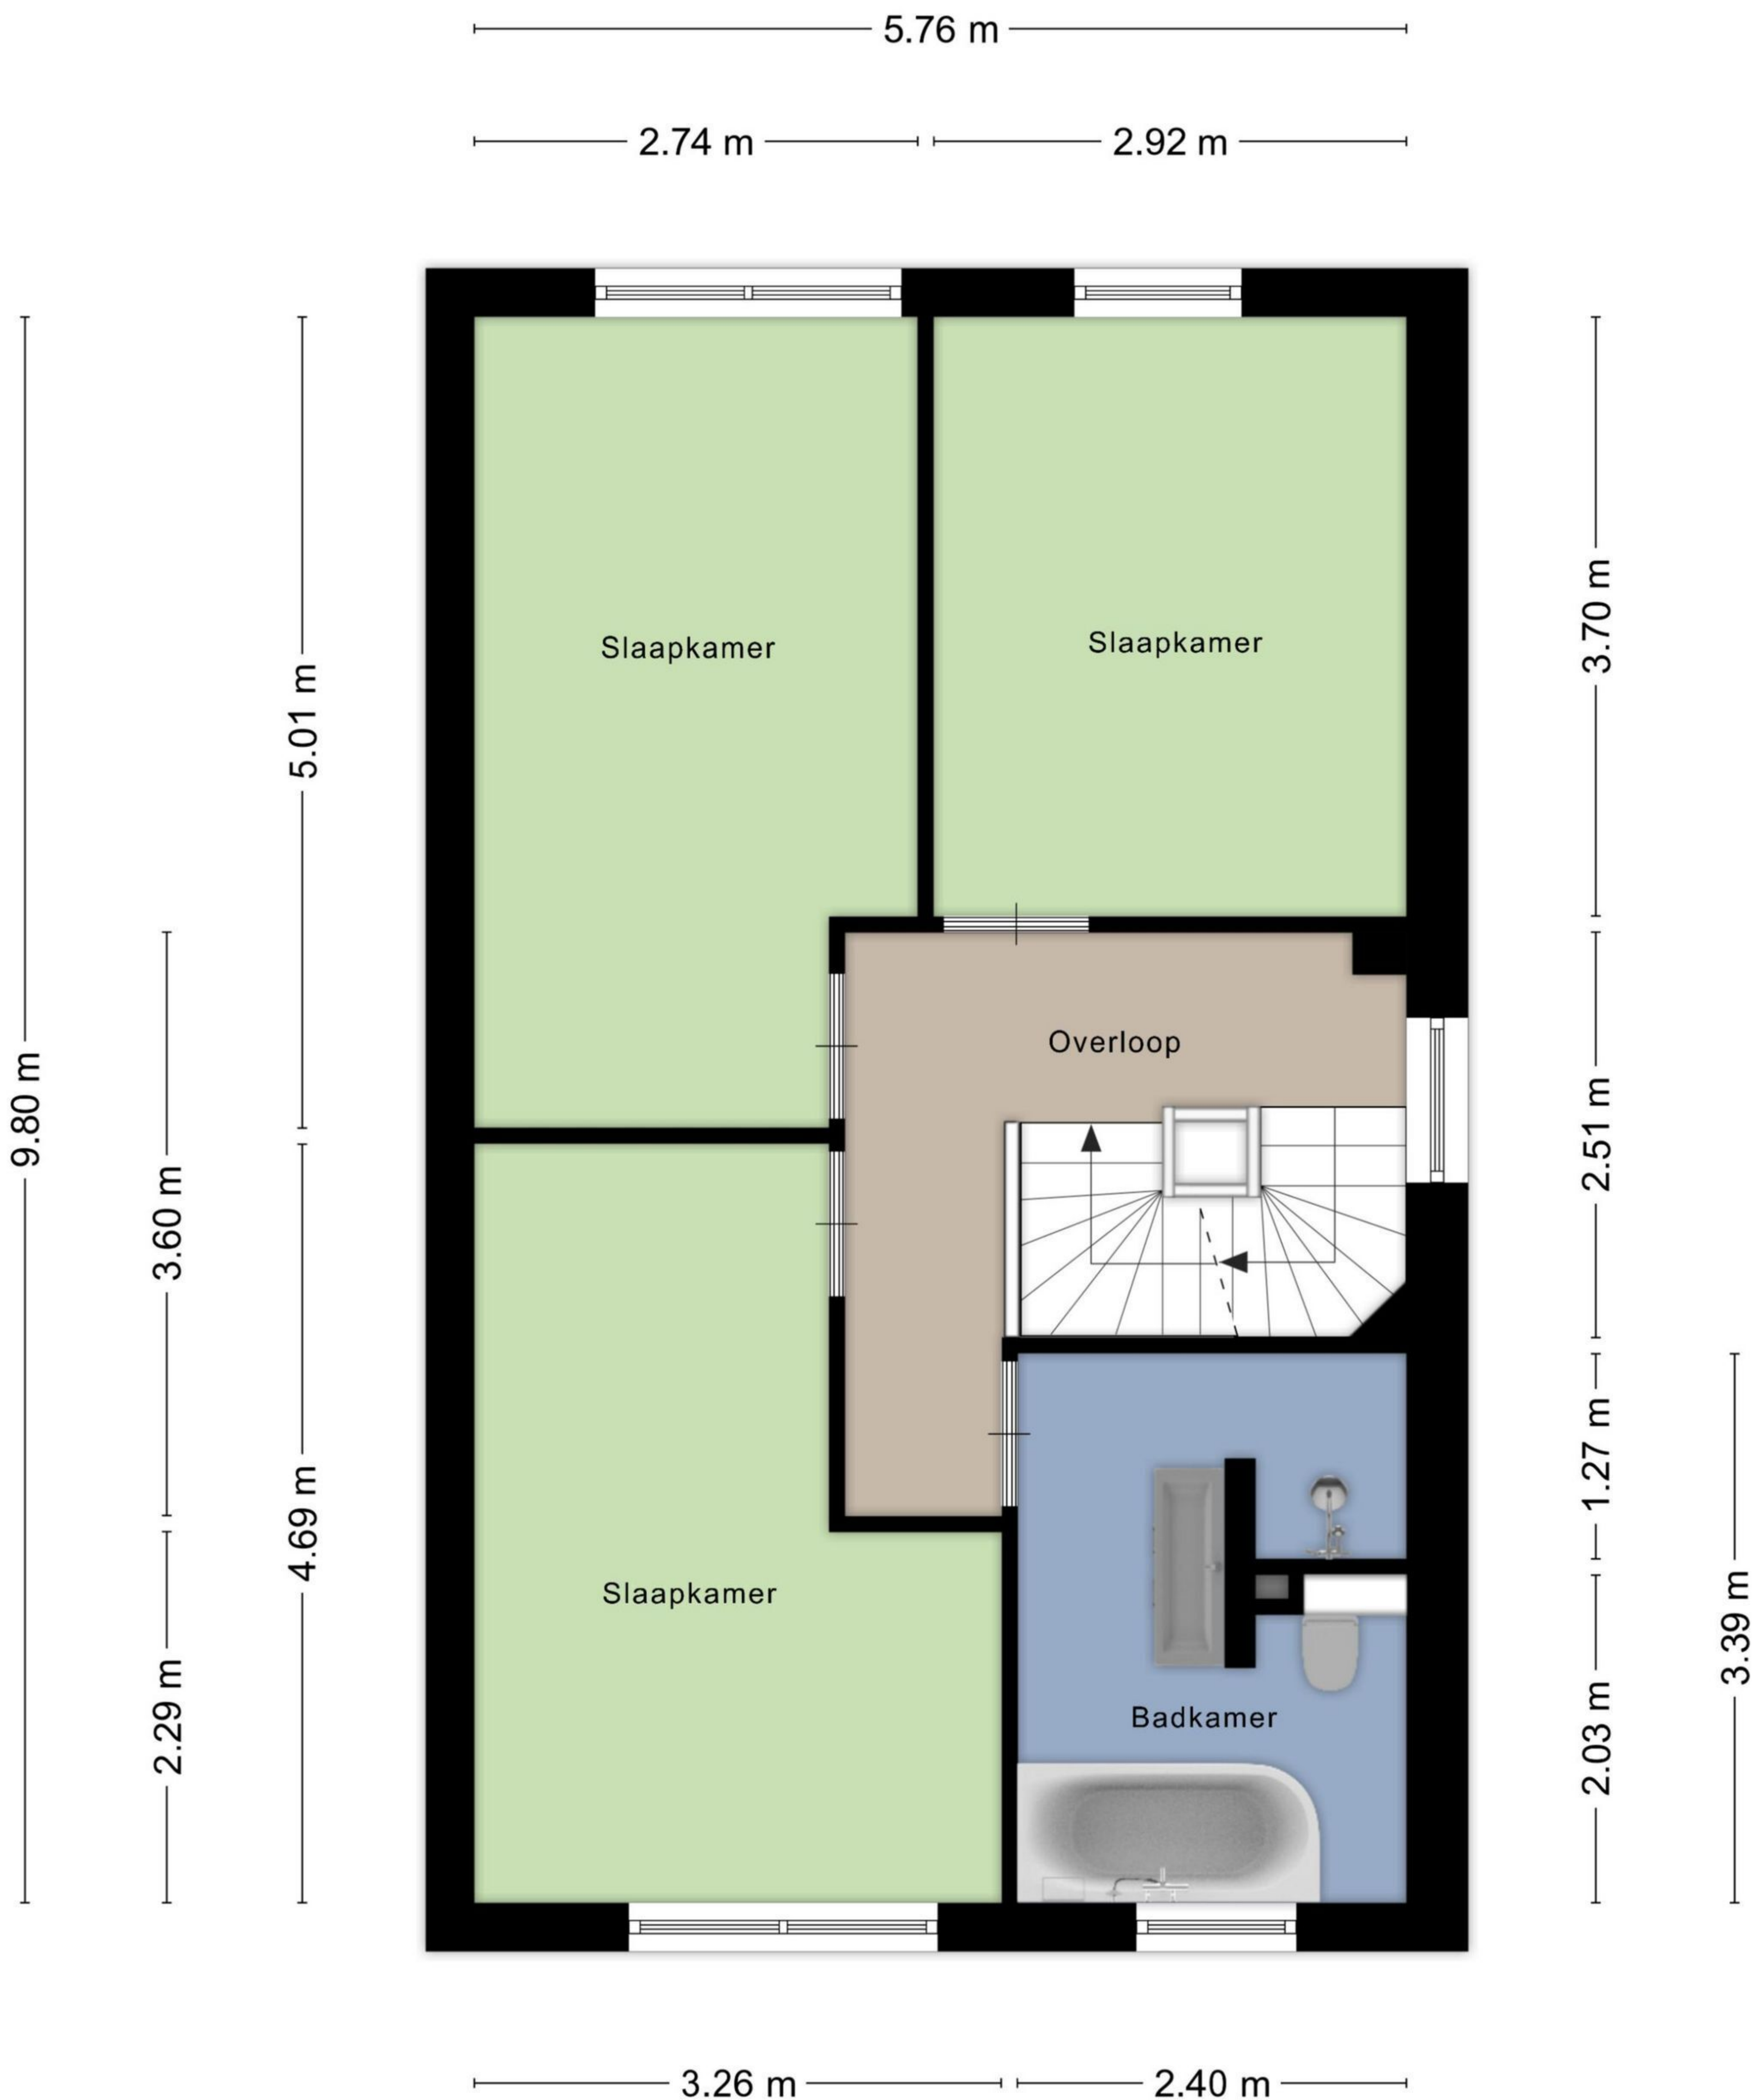 5.76 m
2.74 m
2.92 m
Slaapkamer
Slaapkamer
3.70 m
5.01 m
9.80 m
Overloop
2.51 m
3.60 m
1.27 m
4.69 m
Slaapkamer
3.39 m
2.29 m
Badkamer
2.03 m
3.26 m
2.40 m